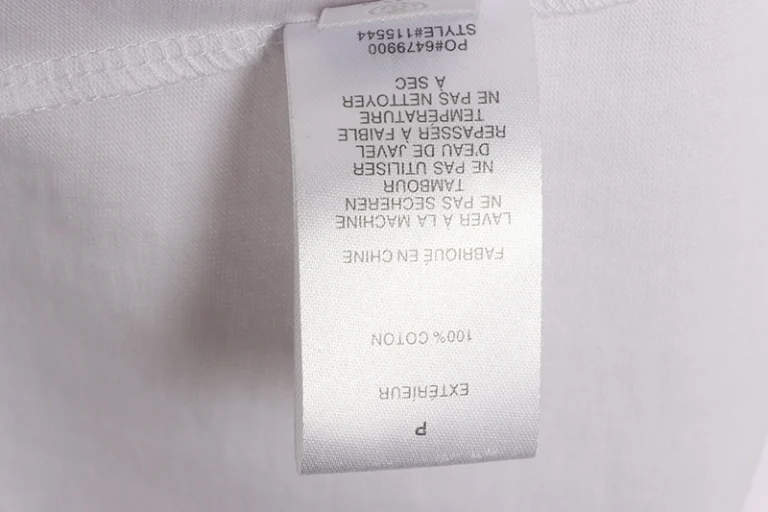 P
EXTÉRIEUR
100% COTON
FABRIQUÉ EN CHINE
LAVER À LA MACHINE
NE PAS SÉCHEREN
TAMBOUR
NE PAS UTILISER
D'EAU DE JAVEL
REPASSER À FAIBLE
TEMPÉRATURE
NE PAS NETTOYER
À SEC
PO#6479900
STYLE#115544